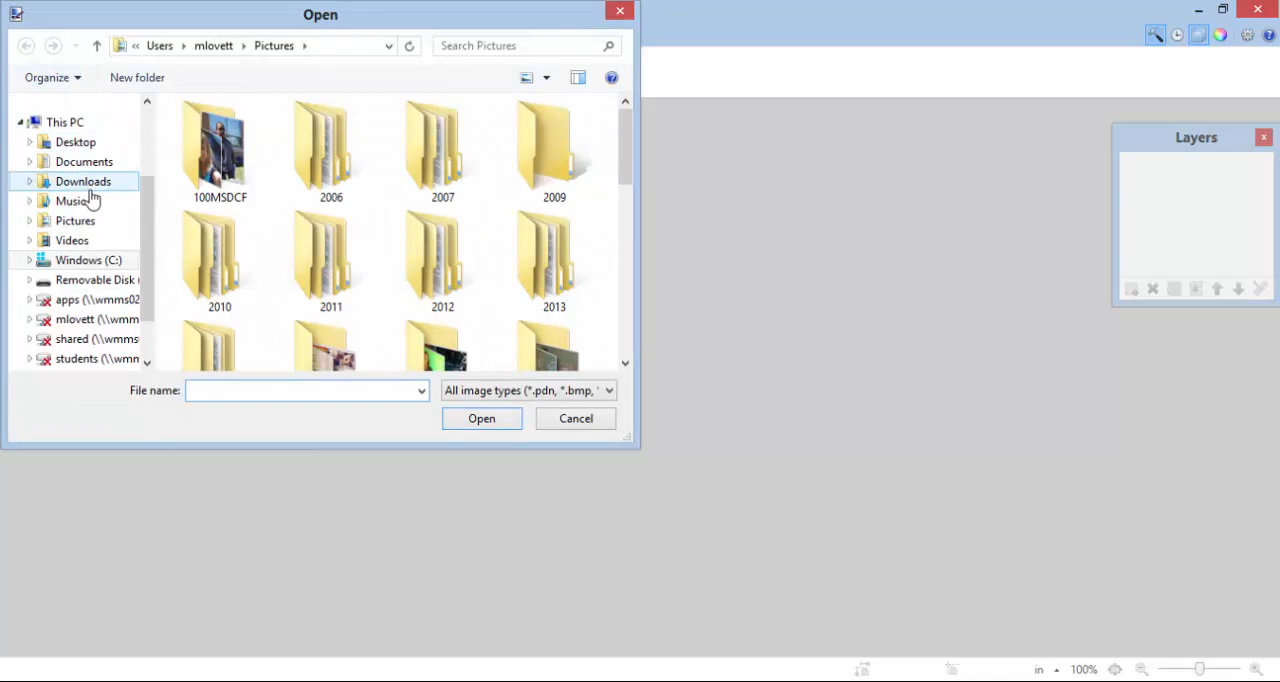 Open
« Users ▸ mlovett ▸ Pictures ▸
Search Pictures
Organize
New folder
This PC
Desktop
Documents
Downloads
Music
Pictures
Videos
Windows (C:)
Removable Disk (
apps (\\wmms02
mlovett (\\wmm
shared (\\wmms
students (\\wmm
100MSDCF
2006
2007
2009
2010
2011
2012
2013
File name:
All image types (*.pdn, *.bmp, *
Open
Cancel
Layers
in
100%